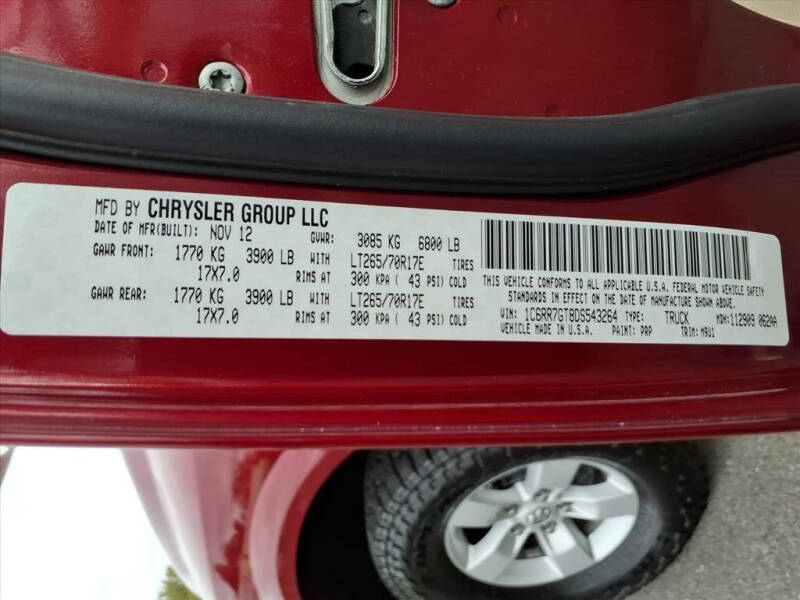 MFD BY CHRYSLER GROUP LLC
DATE OF MFR(BUILT): NOV 12 GVWR: 3085 KG 6800 LB
GAWR FRONT: 1770 KG 3900 LB WITH LT265/70R17E TIRES
17X7.0 RIMS AT 300 KPA ( 43 PSI) COLD
GAWR REAR: 1770 KG 3900 LB WITH LT265/70R17E TIRES
17X7.0 RIMS AT 300 KPA ( 43 PSI) COLD
THIS VEHICLE CONFORMS TO ALL APPLICABLE U.S.A. FEDERAL MOTOR VEHICLE SAFETY
STANDARDS IN EFFECT ON THE DATE OF MANUFACTURE SHOWN ABOVE.
VIN: 1C6RR7GT8DS543264 TYPE: TRUCK MDH: 112909 062AA
VEHICLE MADE IN U.S.A. PAINT: PRP TRIM: M9U1